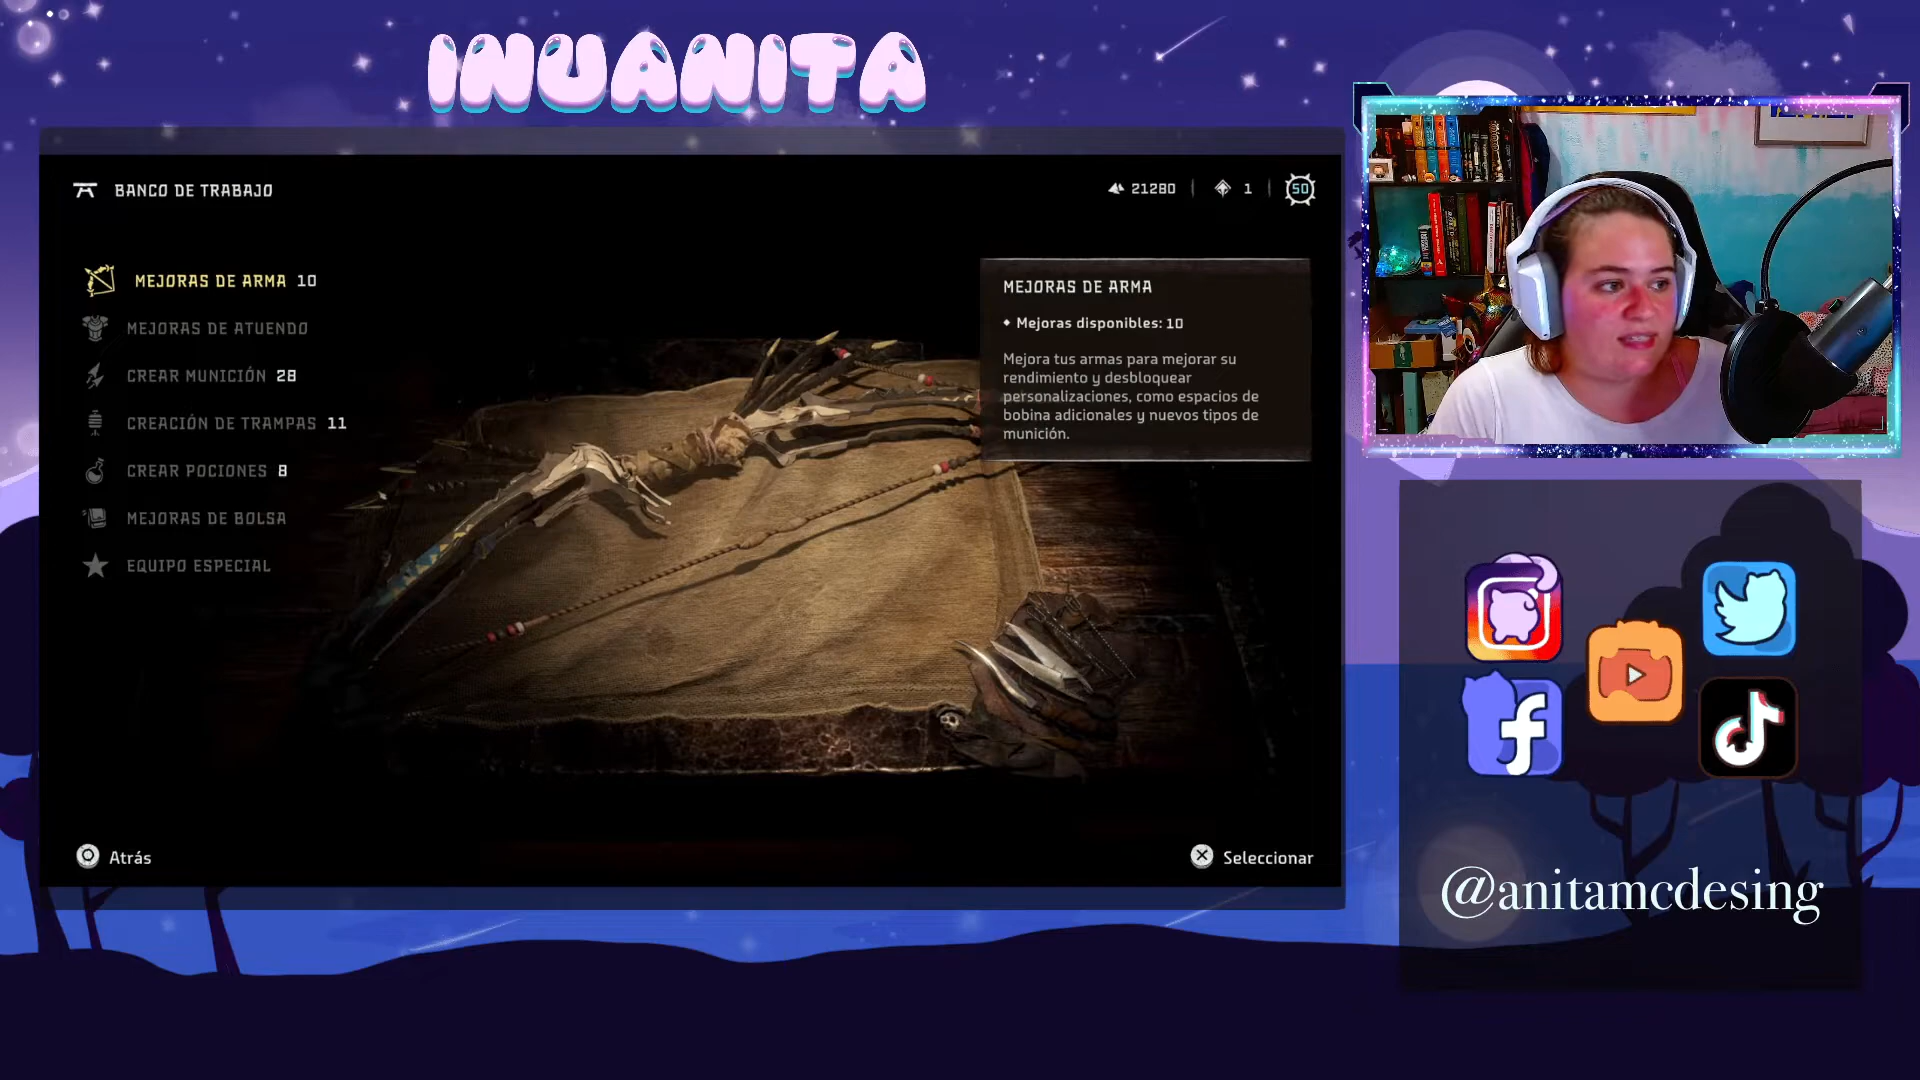 INUANITA
BANCO DE TRABAJO
21280
1
50
MEJORAS DE ARMA 10
MEJORAS DE ATUENDO
CREAR MUNICIÓN 28
CREACIÓN DE TRAMPAS 11
CREAR POCIONES 8
MEJORAS DE BOLSA
EQUIPO ESPECIAL
MEJORAS DE ARMA
Mejoras disponibles: 10
Mejora tus armas para mejorar su
rendimiento y desbloquear
personalizaciones, como espacios de
bobina adicionales y nuevos tipos de
munición.
Atrás
Seleccionar
@anitamcdesing